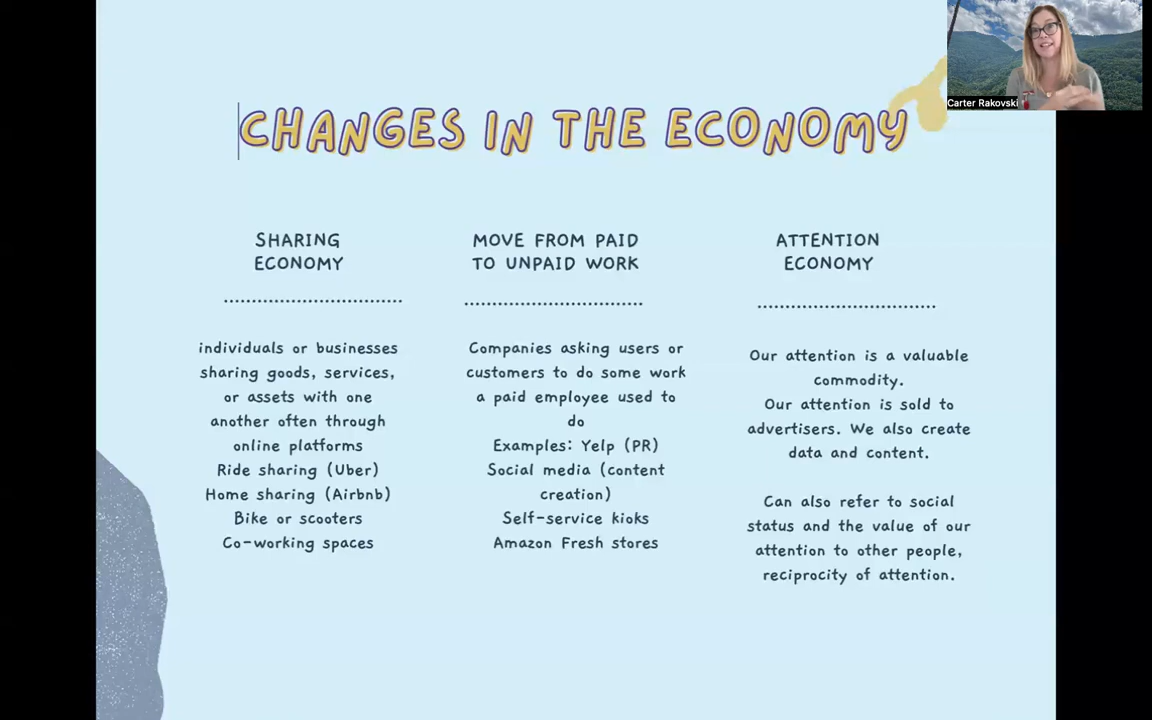 Carter Rakovski
CHANGES IN THE ECONOMY
SHARING
ECONOMY
individuals or businesses
sharing goods, services,
or assets with one
another often through
online platforms
Ride sharing (Uber)
Home sharing (Airbnb)
Bike or scooters
Co-working spaces
MOVE FROM PAID
TO UNPAID WORK
Companies asking users or
customers to do some work
a paid employee used to
do
Examples: Yelp (PR)
Social media (content
creation)
Self-service kioks
Amazon Fresh stores
ATTENTION
ECONOMY
Our attention is a valuable
commodity.
Our attention is sold to
advertisers. We also create
data and content.
Can also refer to social
status and the value of our
attention to other people,
reciprocity of attention.